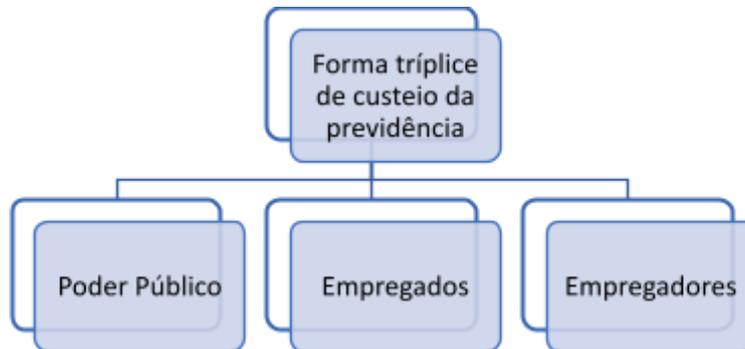 Forma tríplice
de custeio da
previdência
Poder Público
Empregados
Empregadores